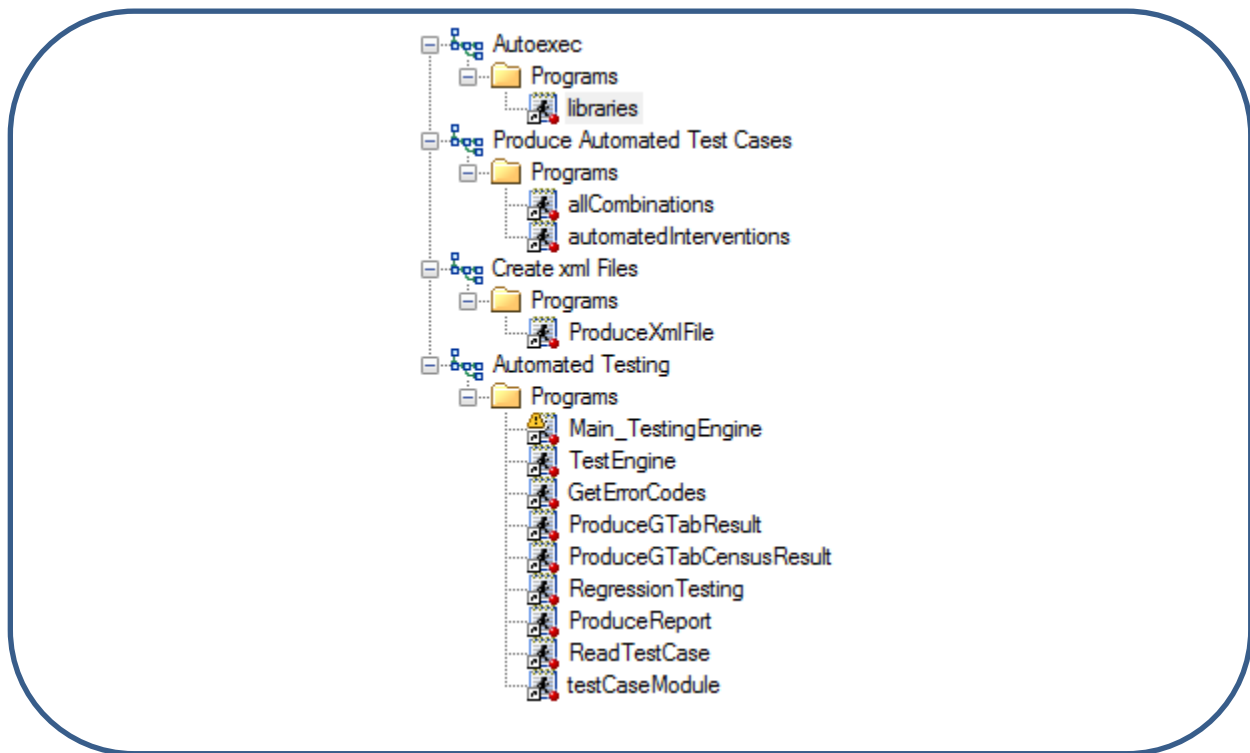 Autoexec
Programs
libraries
Produce Automated Test Cases
Programs
allCombinations
automatedInterventions
Create xml Files
Programs
ProduceXmlFile
Automated Testing
Programs
Main_TestingEngine
TestEngine
GetErrorCodes
ProduceGTabResult
ProduceGTabCensusResult
RegressionTesting
ProduceReport
ReadTestCase
testCaseModule